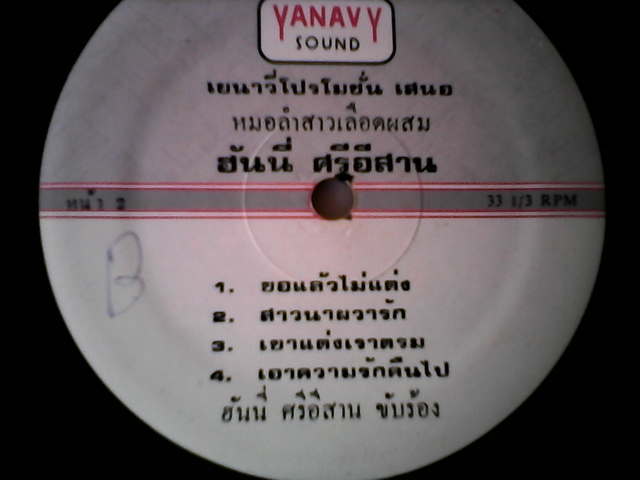 YANAVY
SOUND
เยนาวี่โปรโมชั่น เสนอ
หมอลำสาวเลือดผสม
ฮันนี่ ศรีอีสาน
หน้า 2
33 1/3 RPM
B
1. ขอแล้วไม่แต่ง
2. สาวนาผวารัก
3. เขาแต่งเราตรม
4. เอาความรักคืนไป
ฮันนี่ ศรีอีสาน ขับร้อง